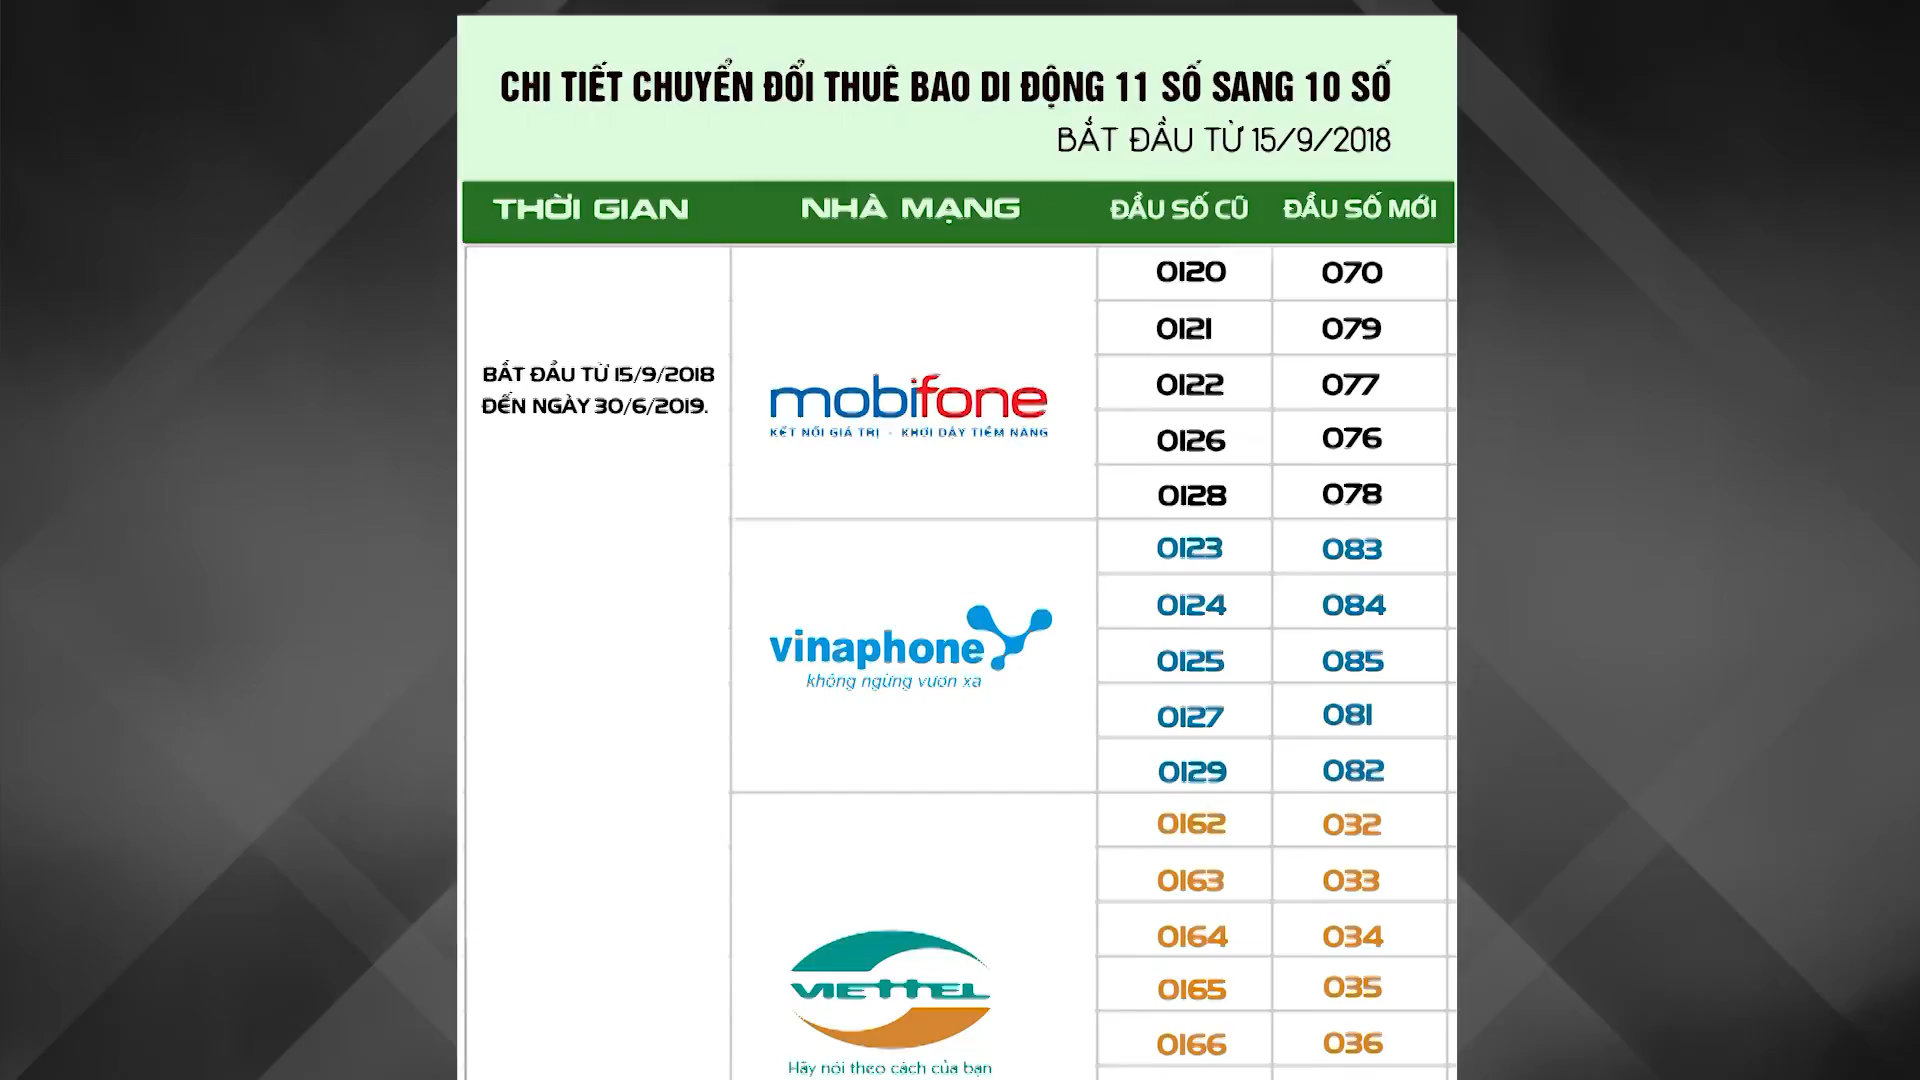 CHI TIẾT CHUYỂN ĐỔI THUÊ BAO DI ĐỘNG 11 SỐ SANG 10 SỐ
BẮT ĐẦU TỪ 15/9/2018
THỜI GIAN NHÀ MẠNG ĐẦU SỐ CŨ ĐẦU SỐ MỚI
BẮT ĐẦU TỪ 15/9/2018
ĐẾN NGÀY 30/6/2019.
mobifone
KẾT NỐI GIÁ TRỊ - KHƠI DẬY TIỀM NĂNG
0120 070
0121 079
0122 077
0126 076
0128 078
vinaphone
không ngừng vươn xa
0123 083
0124 084
0125 085
0127 081
0129 082
VIETTEL
Hãy nói theo cách của bạn
0162 032
0163 033
0164 034
0165 035
0166 036